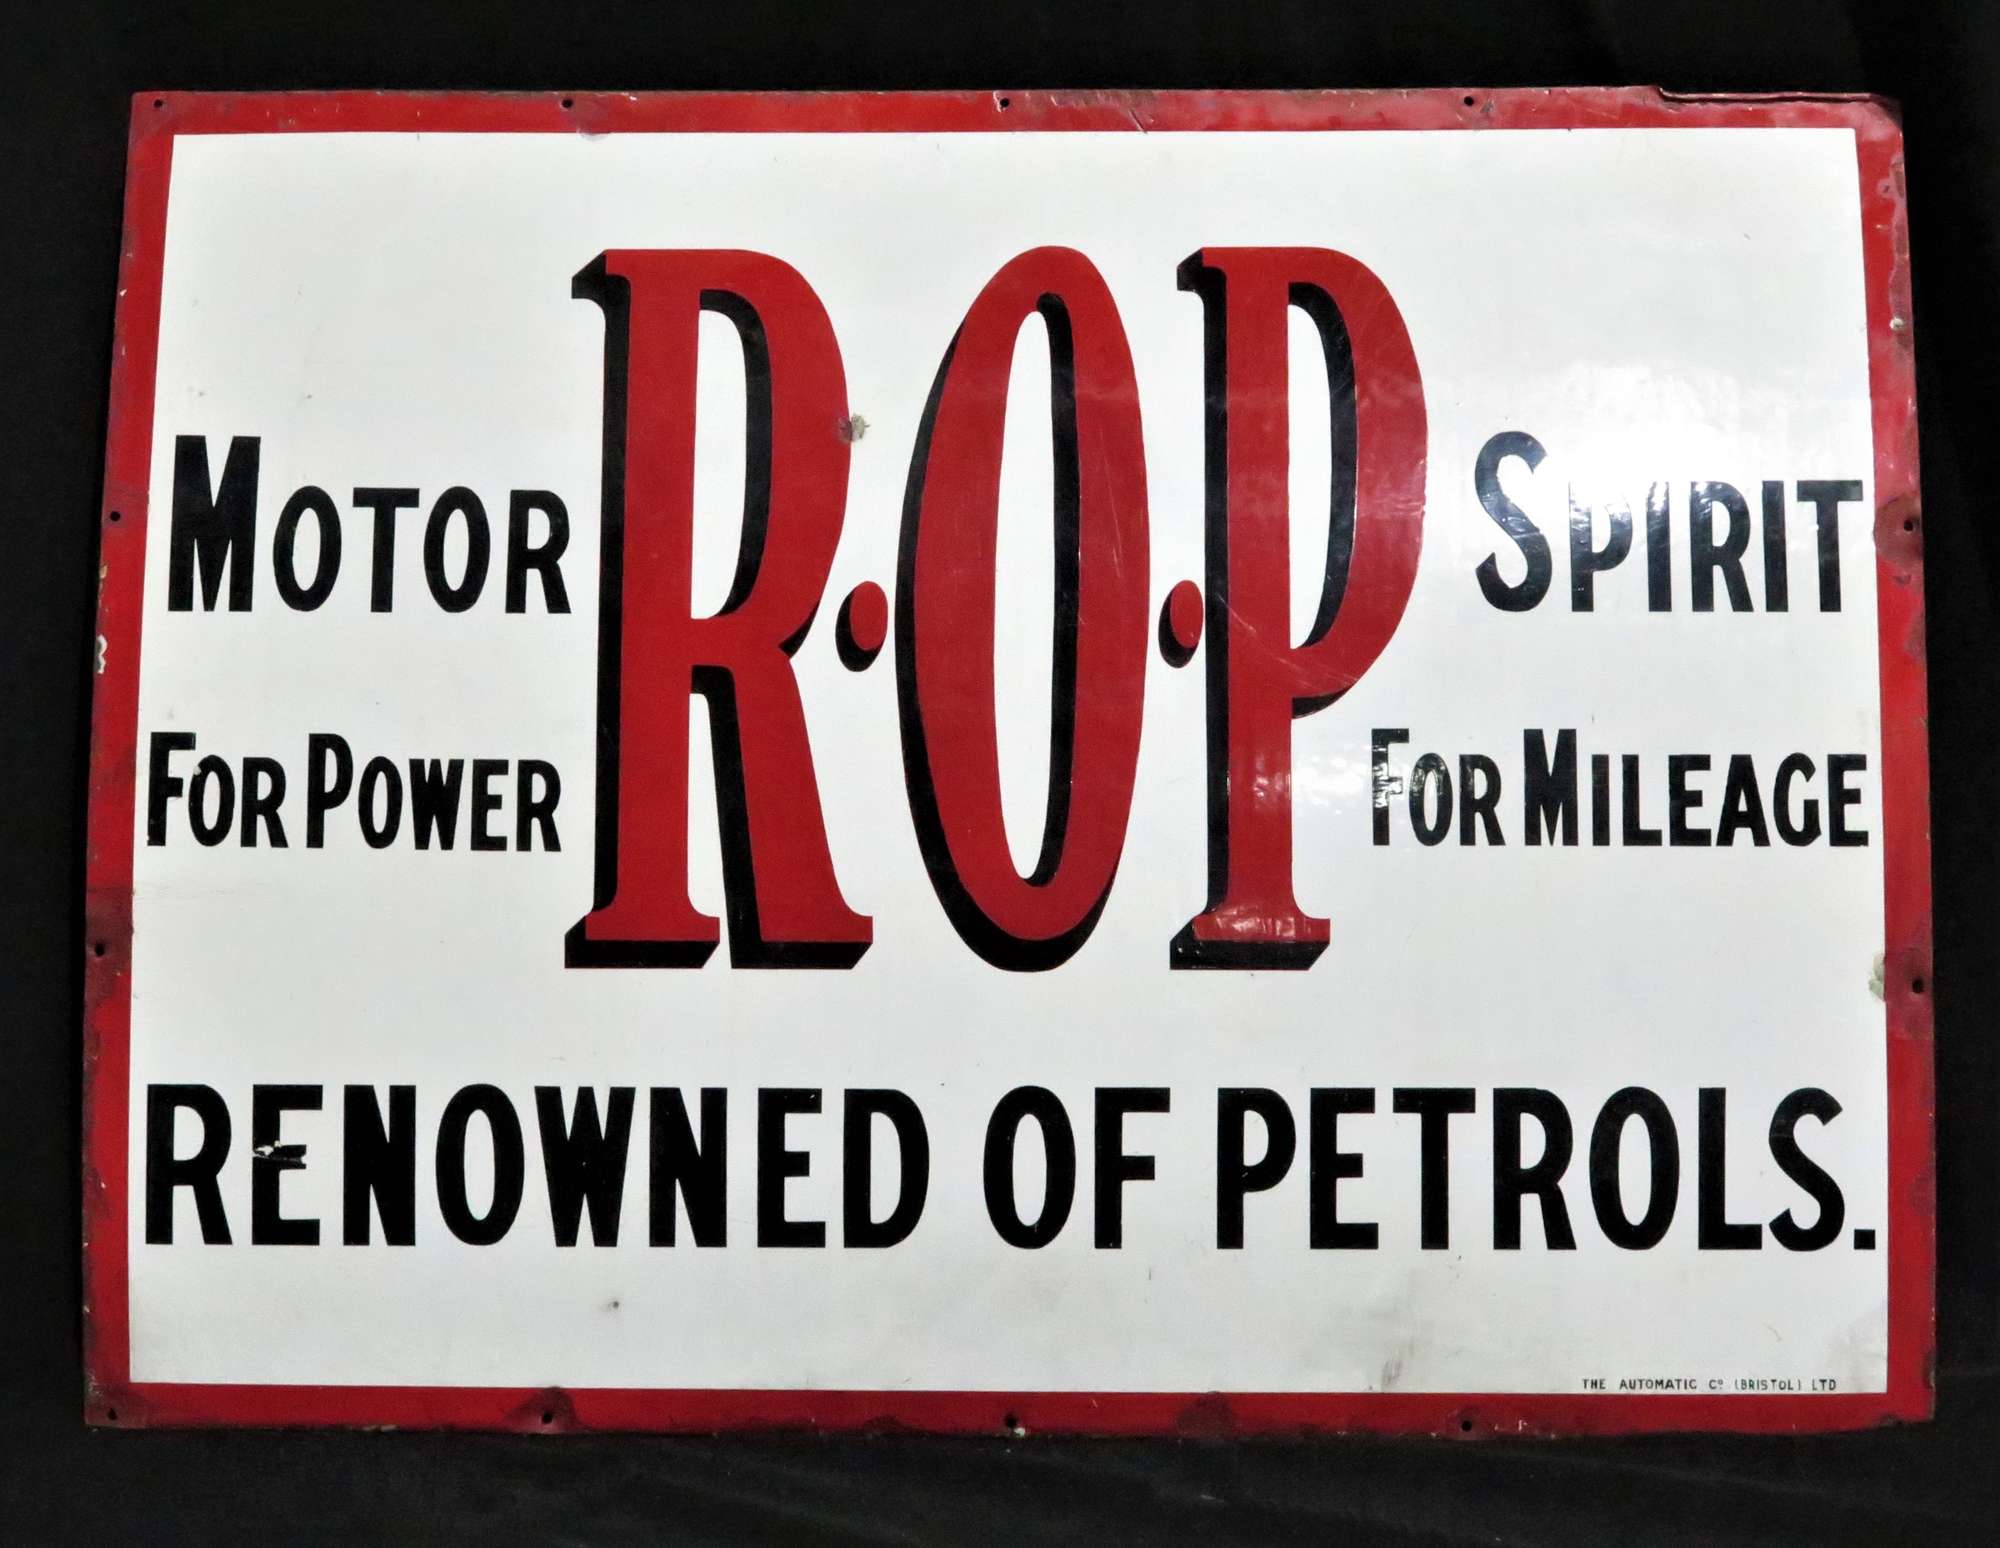 MOTOR R·O·P SPIRIT
FOR POWER FOR MILEAGE
RENOWNED OF PETROLS.
THE AUTOMATIC Co (BRISTOL) LTD